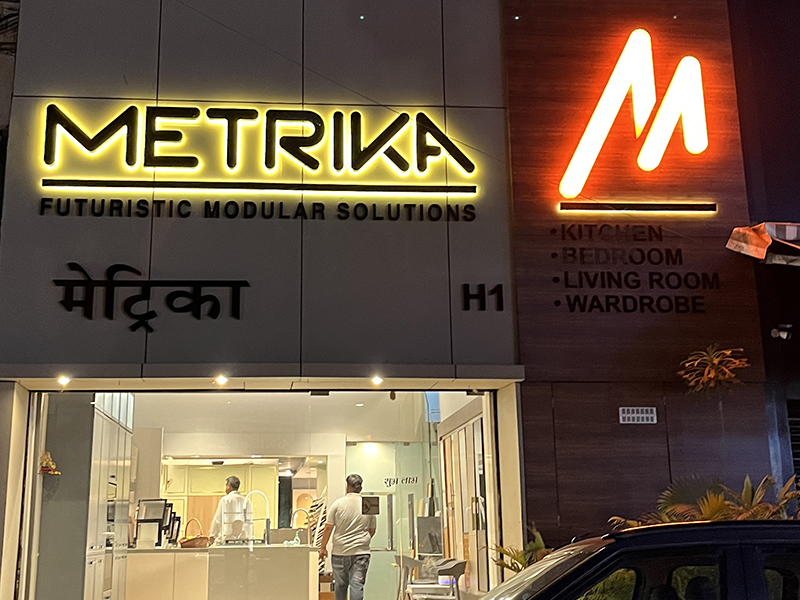 METRIKA
FUTURISTIC MODULAR SOLUTIONS
मेट्रिका
H1
M
• KITCHEN
• BEDROOM
• LIVING ROOM
• WARDROBE
શુભ લાભ